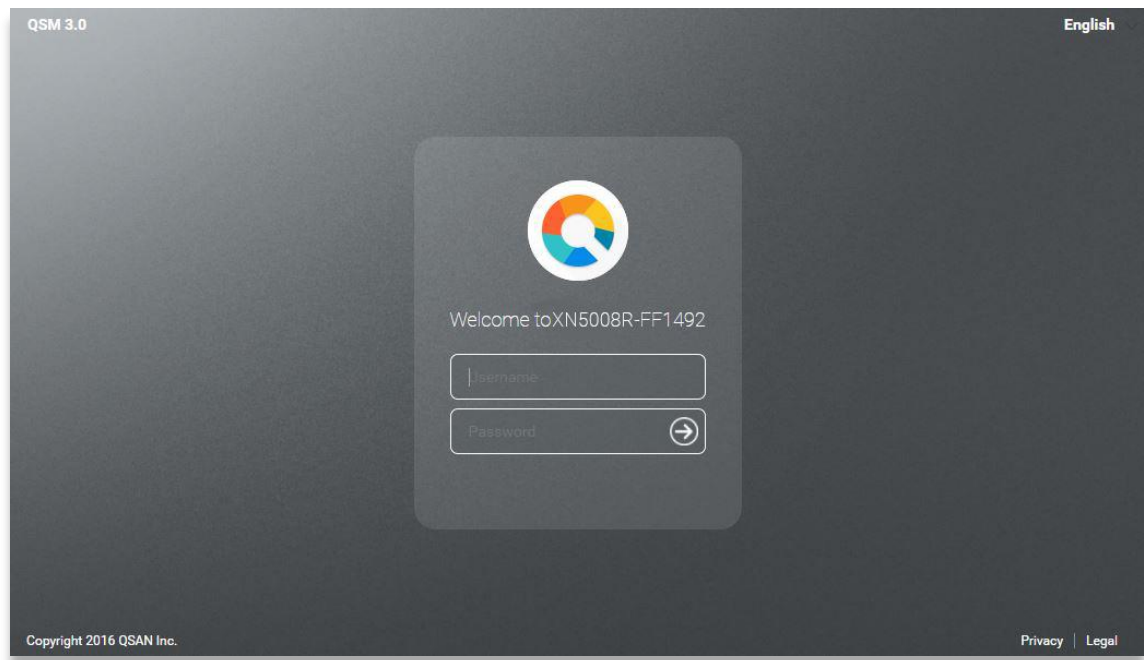 QSM 3.0
English
Welcome toXN5008R-FF1492
Username
Password
Copyright 2016 QSAN Inc.
Privacy | Legal